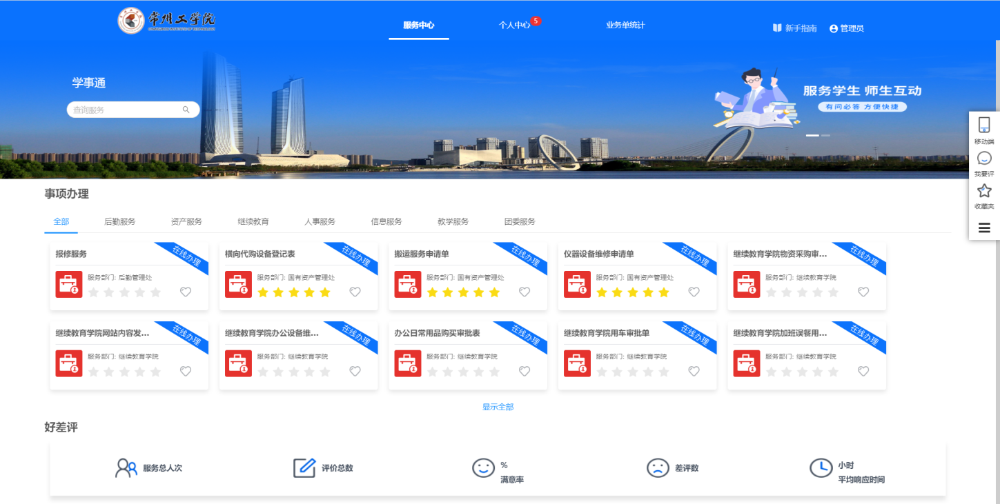 常州工学院
服务中心
个人中心
5
业务单统计
新手指南
管理员
学事通
查询服务
服务学生 师生互动
有问必答 方便快捷
移动端
我要评
收藏夹
事项办理
全部
后勤服务
资产服务
继续教育
人事服务
信息服务
教学服务
团委服务
报修服务
在线办理
服务部门: 后勤管理处
横向代购设备登记表
在线办理
服务部门: 国有资产管理处
搬运服务申请单
在线办理
服务部门: 国有资产管理处
仪器设备维修申请单
在线办理
服务部门: 国有资产管理处
继续教育学院物资采购审...
在线办理
服务部门: 继续教育学院
继续教育学院网站内容发...
在线办理
服务部门: 继续教育学院
继续教育学院办公设备维...
在线办理
服务部门: 继续教育学院
办公日常用品购买审批表
在线办理
服务部门: 继续教育学院
继续教育学院用车审批单
在线办理
服务部门: 继续教育学院
继续教育学院加班误餐用...
在线办理
服务部门: 继续教育学院
显示全部
好差评
服务总人次
评价总数
%
满意率
差评数
小时
平均响应时间